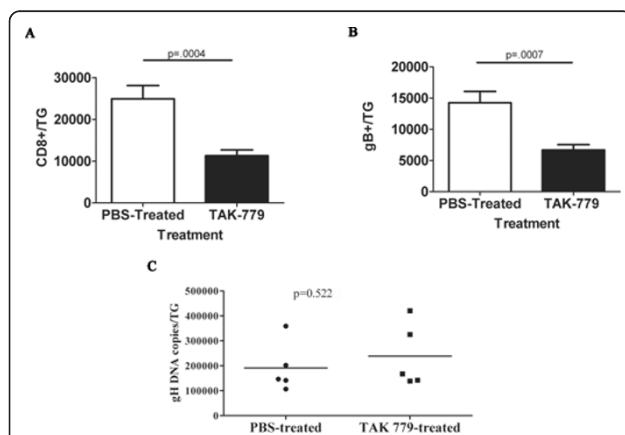 A
p=.0004
CD8+/TG
30000
20000
10000
0
PBS-Treated TAK-779
Treatment
B
p=.0007
gB+/TG
20000
15000
10000
5000
0
PBS-Treated TAK-779
Treatment
C
p=0.522
gH DNA copies/TG
500000
400000
300000
200000
100000
0
PBS-treated TAK 779-treated